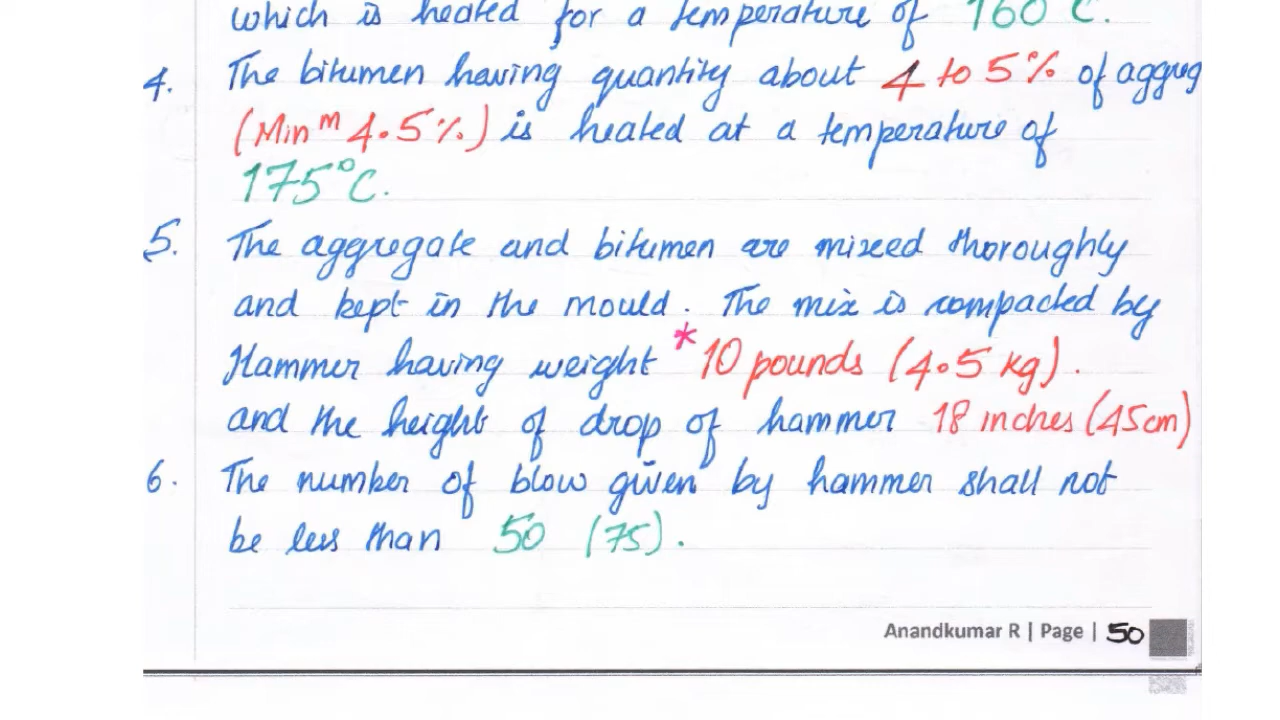 which is heated for a temperature of 160°C.
4. The bitumen having quantity about 4 to 5% of aggreg
(Minᵐ 4.5%) is heated at a temperature of
175°C.
5. The aggregate and bitumen are mixed thoroughly
and kept in the mould. The mix is compacted by
Hammer having weight *10 pounds (4.5 kg).
and the height of drop of hammer 18 inches (45cm)
6. The number of blow given by hammer shall not
be less than 50 (75).
Anandkumar R | Page | 50